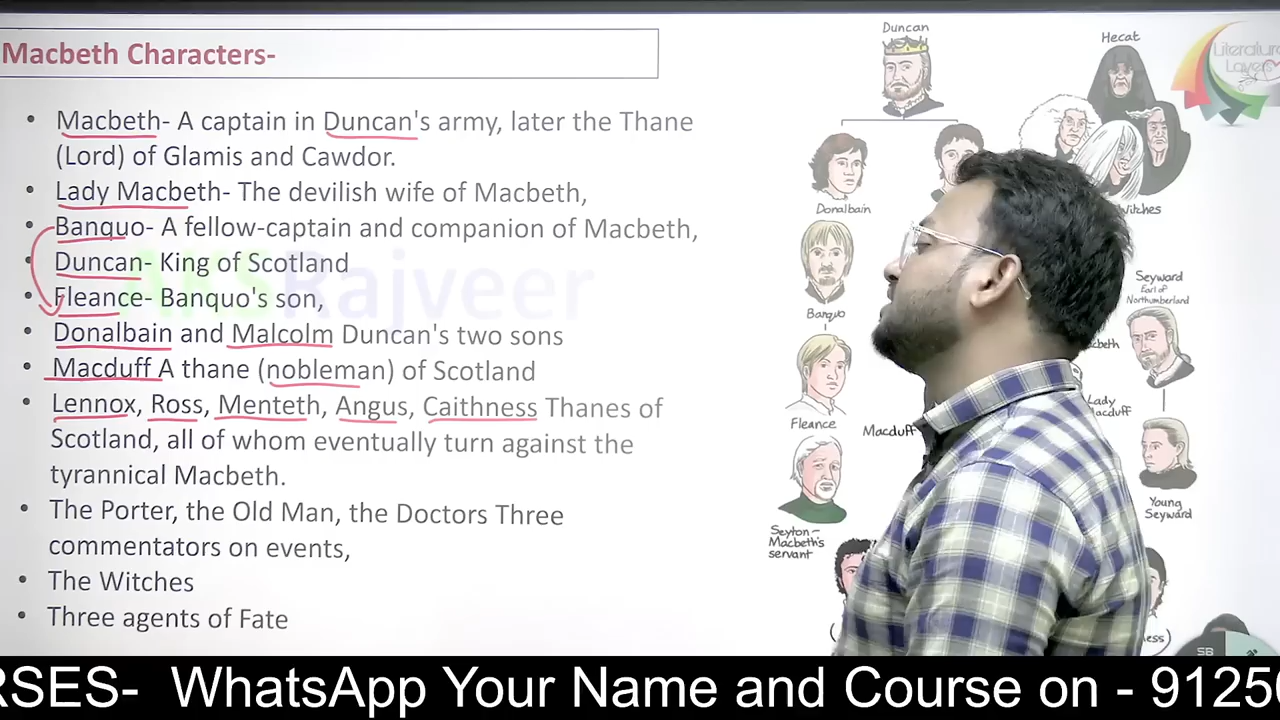 Macbeth Characters-
• Macbeth- A captain in Duncan's army, later the Thane
(Lord) of Glamis and Cawdor.
• Lady Macbeth- The devilish wife of Macbeth,
• Banquo- A fellow-captain and companion of Macbeth,
• Duncan- King of Scotland
• Fleance- Banquo's son,
• Donalbain and Malcolm Duncan's two sons
• Macduff A thane (nobleman) of Scotland
• Lennox, Ross, Menteth, Angus, Caithness Thanes of
Scotland, all of whom eventually turn against the
tyrannical Macbeth.
• The Porter, the Old Man, the Doctors Three
commentators on events,
• The Witches
• Three agents of Fate
AKSRajveer
Duncan
Hecat
Literature
Layers
Donalbain
Witches
Banquo
Seyward
Earl of
Northumberland
Lady
Macduff
Fleance
Macduff
Young
Seyward
Seyton-
Macbeth's
servant
SB
RSES- WhatsApp Your Name and Course on - 9125